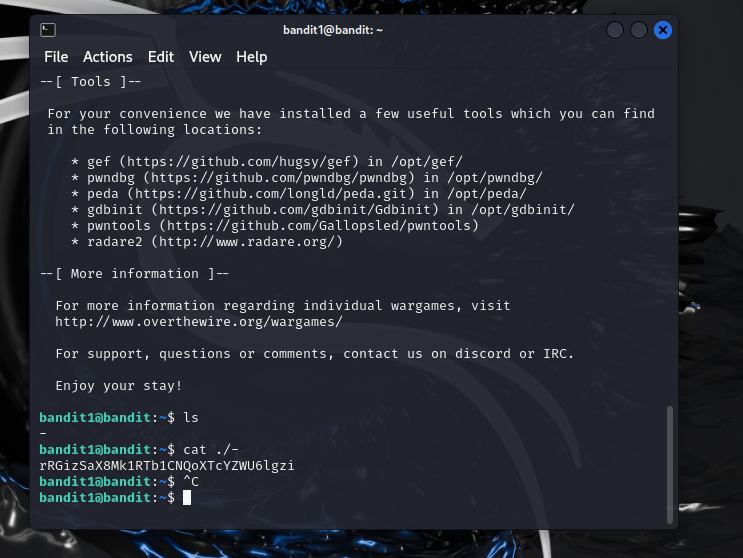 bandit1@bandit: ~
File Actions Edit View Help
--[ Tools ]--
For your convenience we have installed a few useful tools which you can find
in the following locations:
* gef (https://github.com/hugsy/gef) in /opt/gef/
* pwndbg (https://github.com/pwndbg/pwndbg) in /opt/pwndbg/
* peda (https://github.com/longld/peda.git) in /opt/peda/
* gdbinit (https://github.com/gdbinit/Gdbinit) in /opt/gdbinit/
* pwntools (https://github.com/Gallopsled/pwntools)
* radare2 (http://www.radare.org/)
--[ More information ]--
For more information regarding individual wargames, visit
http://www.overthewire.org/wargames/
For support, questions or comments, contact us on discord or IRC.
Enjoy your stay!
bandit1@bandit:~$ ls
-
bandit1@bandit:~$ cat ./-
rRGizSaX8Mk1RTb1CNQoXTcYZWU6lgzi
bandit1@bandit:~$ ^C
bandit1@bandit:~$